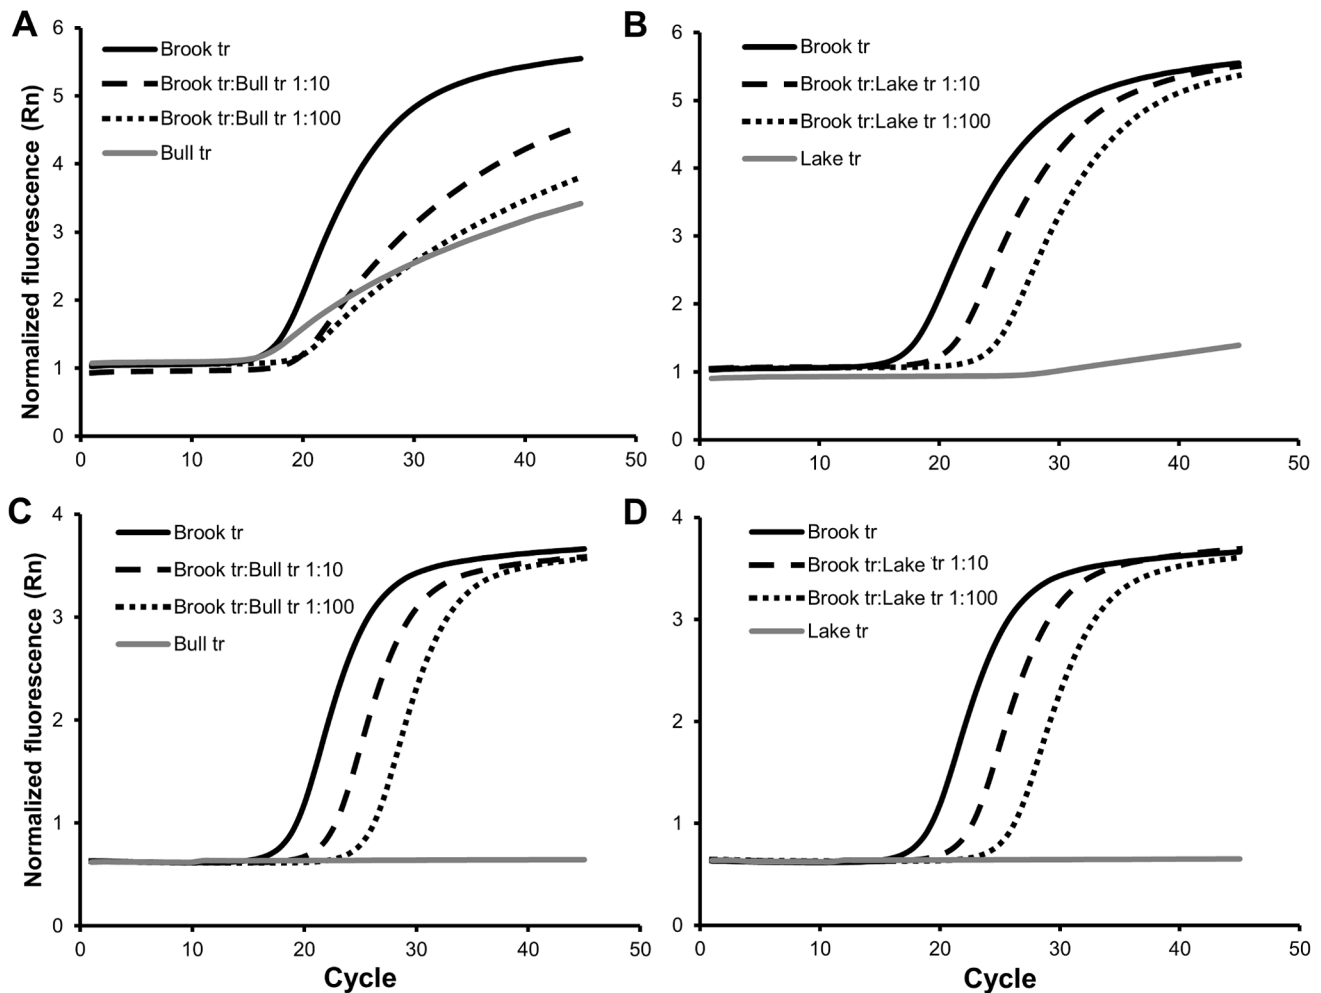 A
Normalized fluorescence (Rn)
6
5
4
3
2
1
0
Brook tr
Brook tr:Bull tr 1:10
Brook tr:Bull tr 1:100
Bull tr
0 10 20 30 40 50
B
6
5
4
3
2
1
0
Brook tr
Brook tr:Lake tr 1:10
Brook tr:Lake tr 1:100
Lake tr
0 10 20 30 40 50
C
Normalized fluorescence (Rn)
4
3
2
1
0
Brook tr
Brook tr:Bull tr 1:10
Brook tr:Bull tr 1:100
Bull tr
0 10 20 30 40 50
Cycle
D
4
3
2
1
0
Brook tr
Brook tr:Lake tr 1:10
Brook tr:Lake tr 1:100
Lake tr
0 10 20 30 40 50
Cycle